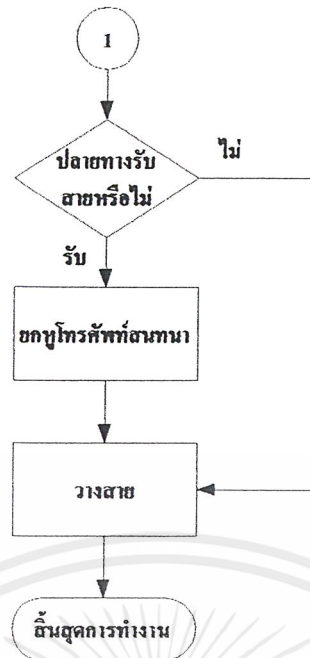 1
ปลายทางรับ
สายหรือไม่
ไม่
รับ
ยกหูโทรศัพท์สนทนา
วางสาย
สิ้นสุดการทำงาน